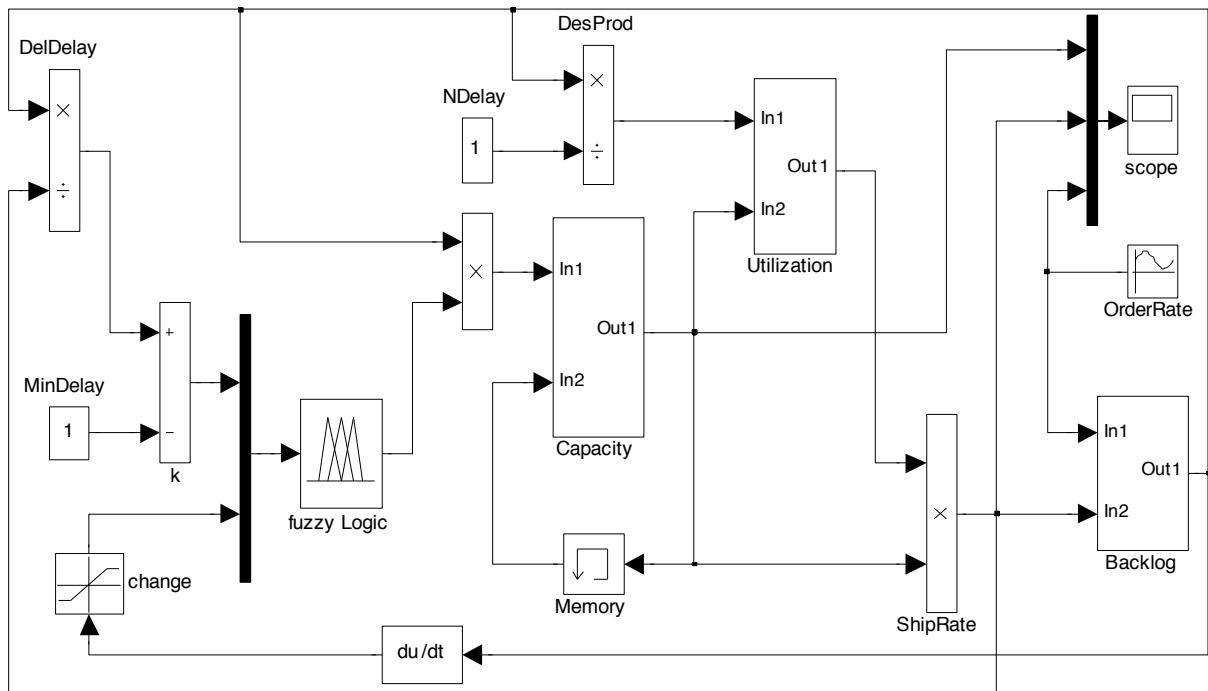 DesProd
DelDelay
×
÷
NDelay
1
×
÷
In1
Out1
In2
Utilization
scope
OrderRate
×
In1
Out1
In2
Capacity
+
−
k
MinDelay
1
fuzzy Logic
In1
Out1
In2
Backlog
×
ShipRate
Memory
change
du/dt